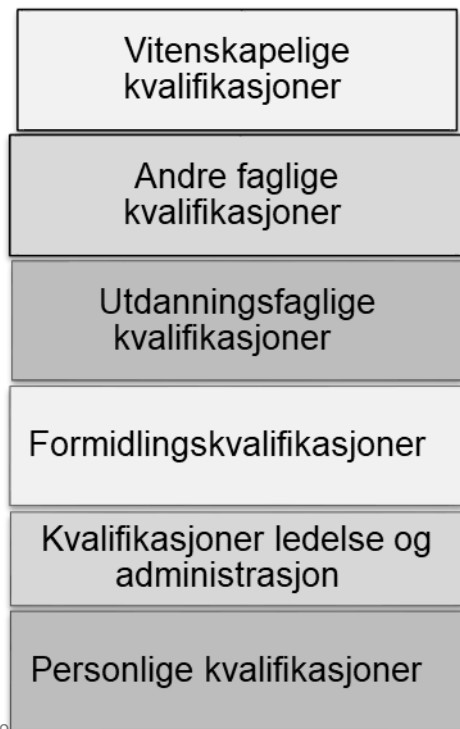 Vitenskapelige
kvalifikasjoner
Andre faglige
kvalifikasjoner
Utdanningsfaglige
kvalifikasjoner
Formidlingskvalifikasjoner
Kvalifikasjoner ledelse og
administrasjon
Personlige kvalifikasjoner